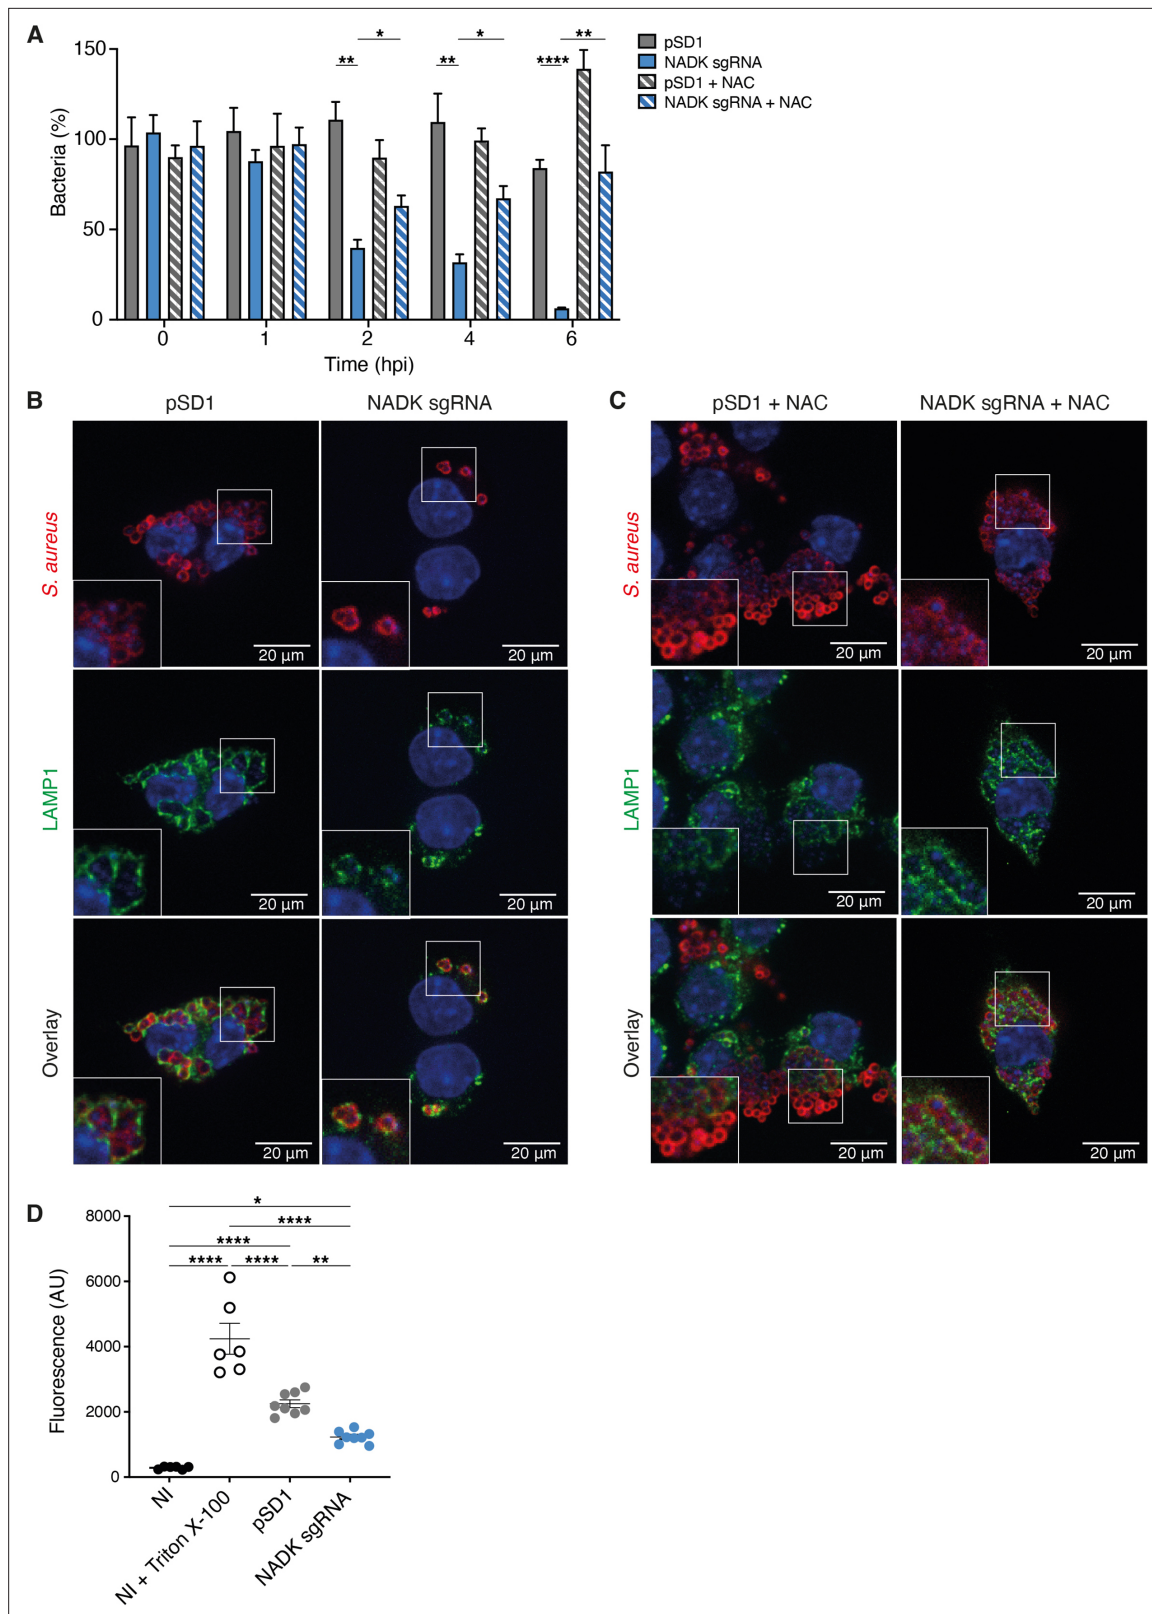 A
* * **
** ** ****
150
100
50
0
Bacteria (%)
0 1 2 4 6
Time (hpi)
pSD1
NADK sgRNA
pSD1 + NAC
NADK sgRNA + NAC
B
pSD1 NADK sgRNA
S. aureus
20 µm 20 µm
LAMP1
20 µm 20 µm
Overlay
20 µm 20 µm
C
pSD1 + NAC NADK sgRNA + NAC
S. aureus
20 µm 20 µm
LAMP1
20 µm 20 µm
Overlay
20 µm 20 µm
D
*
****
****
**** **** **
8000
6000
4000
2000
0
Fluorescence (AU)
NI
NI + Triton X-100
pSD1
NADK sgRNA